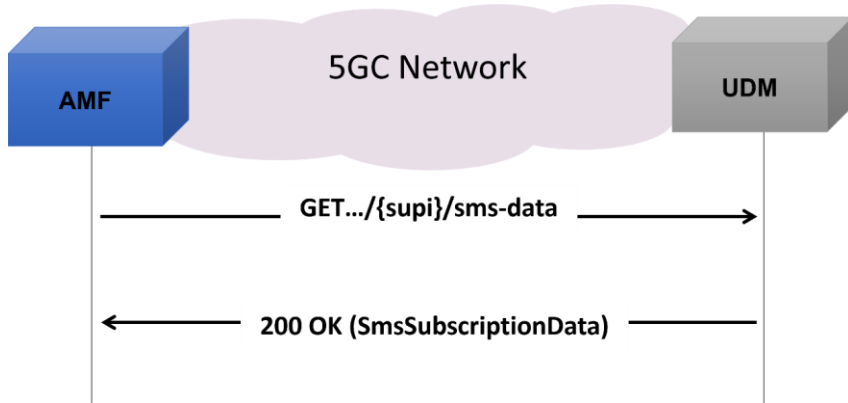 5GC Network
AMF
UDM
GET.../{supi}/sms-data
200 OK (SmsSubscriptionData)